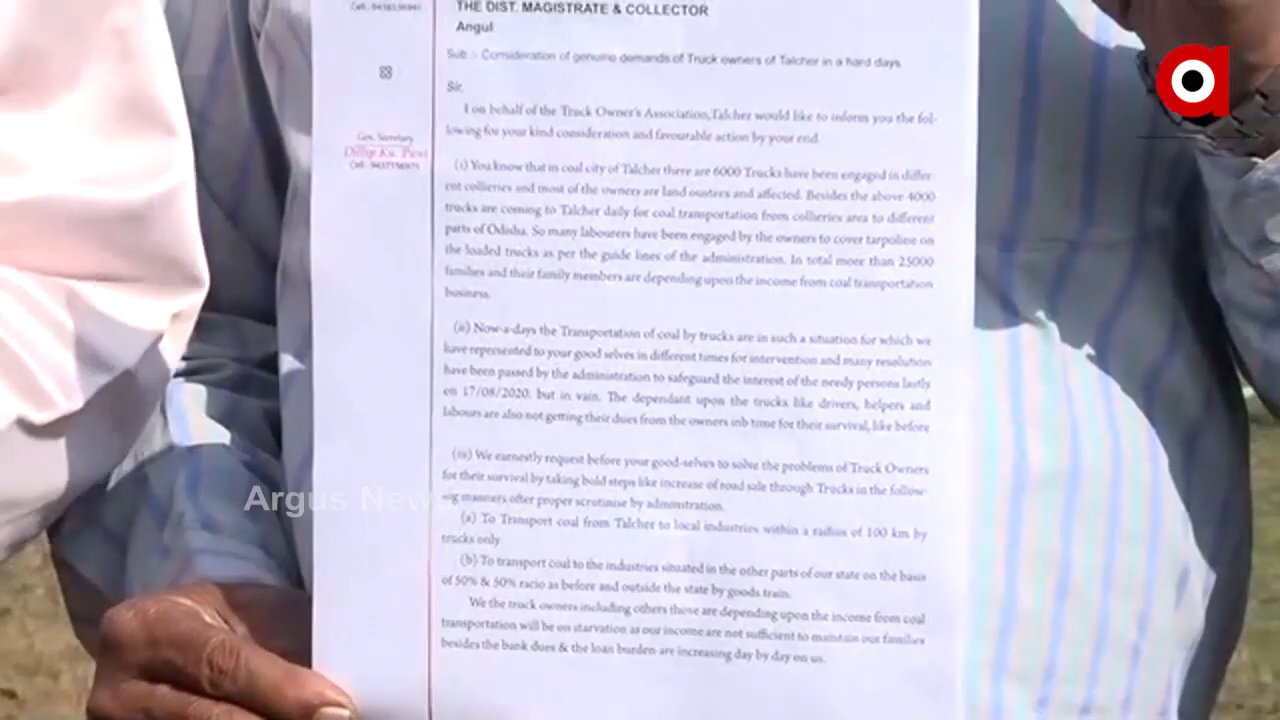 THE DIST. MAGISTRATE & COLLECTOR
Angul
Sub :- Consideration of genuine demands of Truck owners of Talcher in a hard days.
Sir,
I on behalf of the Truck Owner's Association,Talcher would like to inform you the fol-
lowing for your kind consideration and favourable action by your end.
Gen. Secretary
(i) You know that in coal city of Talcher there are 6000 Trucks have been engaged in differ-
ent collieries and most of the owners are land oustees and affected. Besides the above 4000
trucks are coming to Talcher daily for coal transportation from collieries area to different
parts of Odisha. So many labourers have been engaged by the owners to cover tarpoline on
the loaded trucks as per the guide lines of the administration. In total more than 25000
families and their family members are depending upon the income from coal transportation
business.
(ii) Now-a-days the Transportation of coal by trucks are in such a situation for which we
have represented to your good selves in different times for intervention and many resolution
have been passed by the administration to safeguard the interest of the needy persons lastly
on 17/08/2020. but in vain. The dependant upon the trucks like drivers, helpers and
labours are also not getting their dues from the owners inb time for their survival, like before
(iii) We earnestly request before your good-selves to solve the problems of Truck Owners
for their survival by taking bold steps like increase of road sale through Trucks in the follow-
ig manners ofter proper scrutinise by adminstration.
(a) To Transport coal from Talcher to local industries within a radius of 100 km by
trucks only
(b) To transport coal to the industries situated in the other parts of our state on the basis
of 50% & 50% racio as before and outside the state by goods train.
We the truck owners including others those are depending upon the income from coal
transportation will be on starvation as our income are not sufficient to maintain our families
besides the bank dues & the loan burden are increasing day by day on us.
Argus News